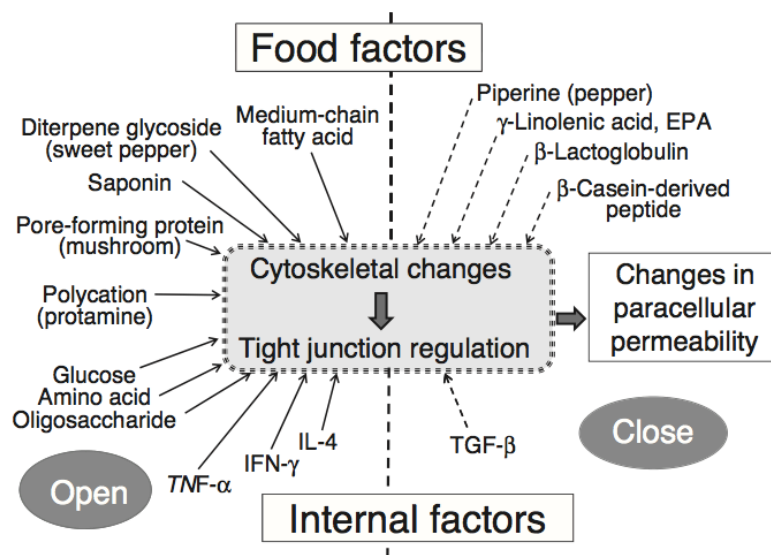 Food factors
Diterpene glycoside
(sweet pepper)
Medium-chain
fatty acid
Piperine (pepper)
γ-Linolenic acid, EPA
β-Lactoglobulin
β-Casein-derived
peptide
Saponin
Pore-forming protein
(mushroom)
Polycation
(protamine)
Glucose
Amino acid
Oligosaccharide
Cytoskeletal changes
Tight junction regulation
Changes in
paracellular
permeability
TNF-α
IFN-γ
IL-4
TGF-β
Open
Close
Internal factors